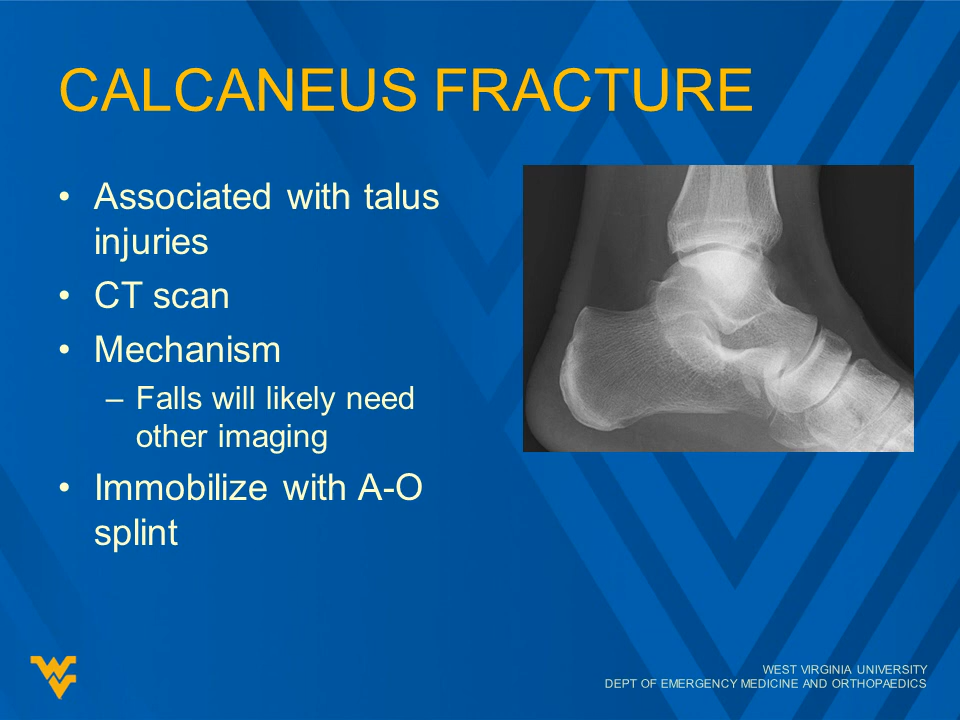 CALCANEUS FRACTURE
• Associated with talus
injuries
• CT scan
• Mechanism
– Falls will likely need
other imaging
• Immobilize with A-O
splint
WEST VIRGINIA UNIVERSITY
DEPT OF EMERGENCY MEDICINE AND ORTHOPAEDICS